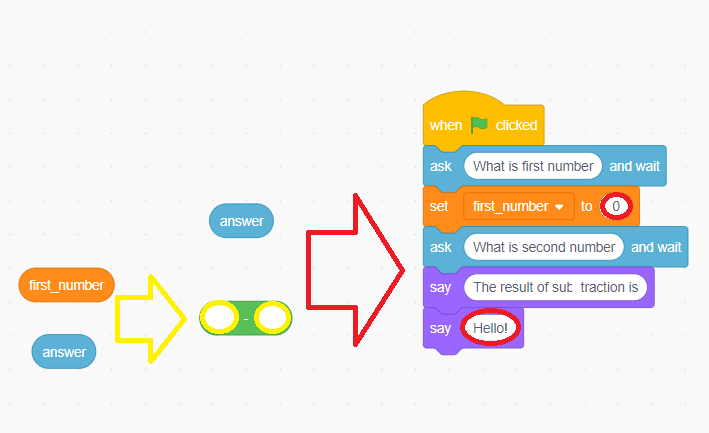 when clicked
ask What is first number and wait
answer
set first_number to 0
ask What is second number and wait
first_number
say The result of sub traction is
-
say Hello!
answer